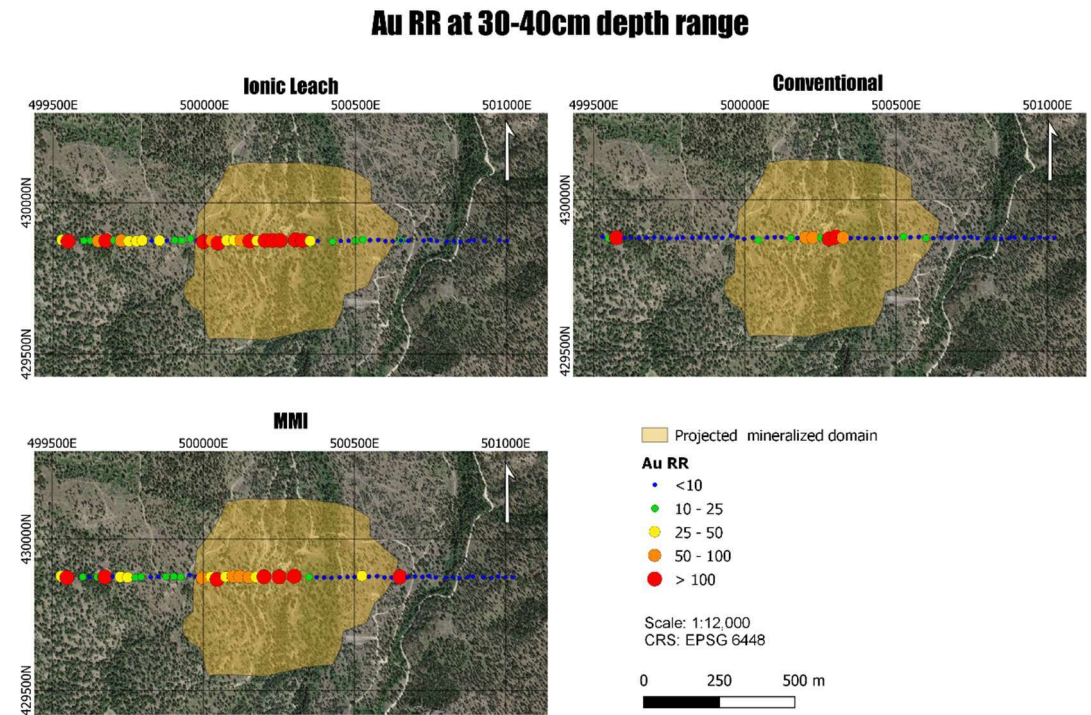 Au RR at 30-40cm depth range
Ionic Leach
499500E 500000E 500500E 501000E
430000N
429500N
Conventional
499500E 500000E 500500E 501000E
430000N
429500N
MMI
499500E 500000E 500500E 501000E
430000N
429500N
Projected mineralized domain
Au RR
<10
10 - 25
25 - 50
50 - 100
> 100
Scale: 1:12,000
CRS: EPSG 6448
0 250 500 m